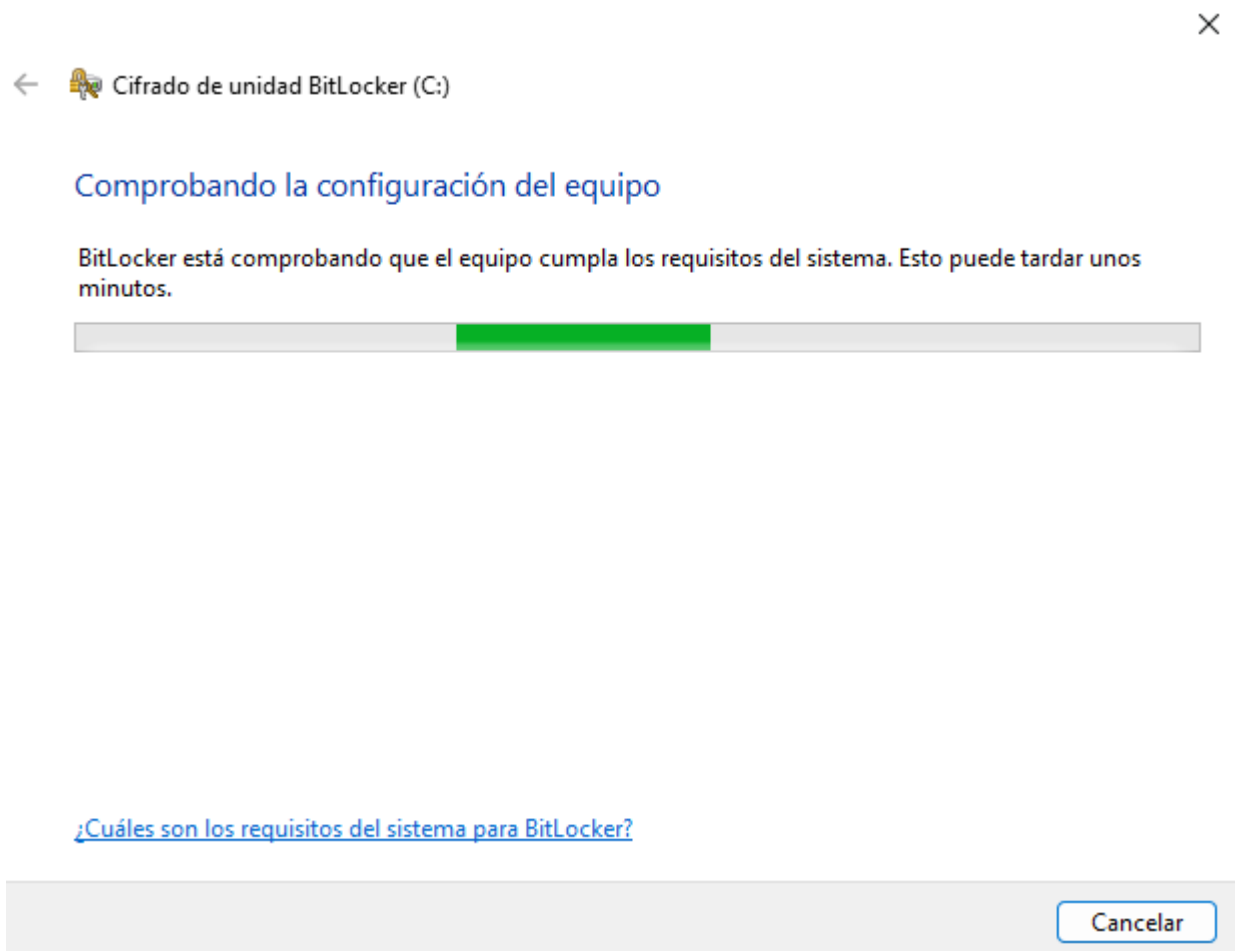 Cifrado de unidad BitLocker (C:)
Comprobando la configuración del equipo
BitLocker está comprobando que el equipo cumpla los requisitos del sistema. Esto puede tardar unos
minutos.
¿Cuáles son los requisitos del sistema para BitLocker?
Cancelar